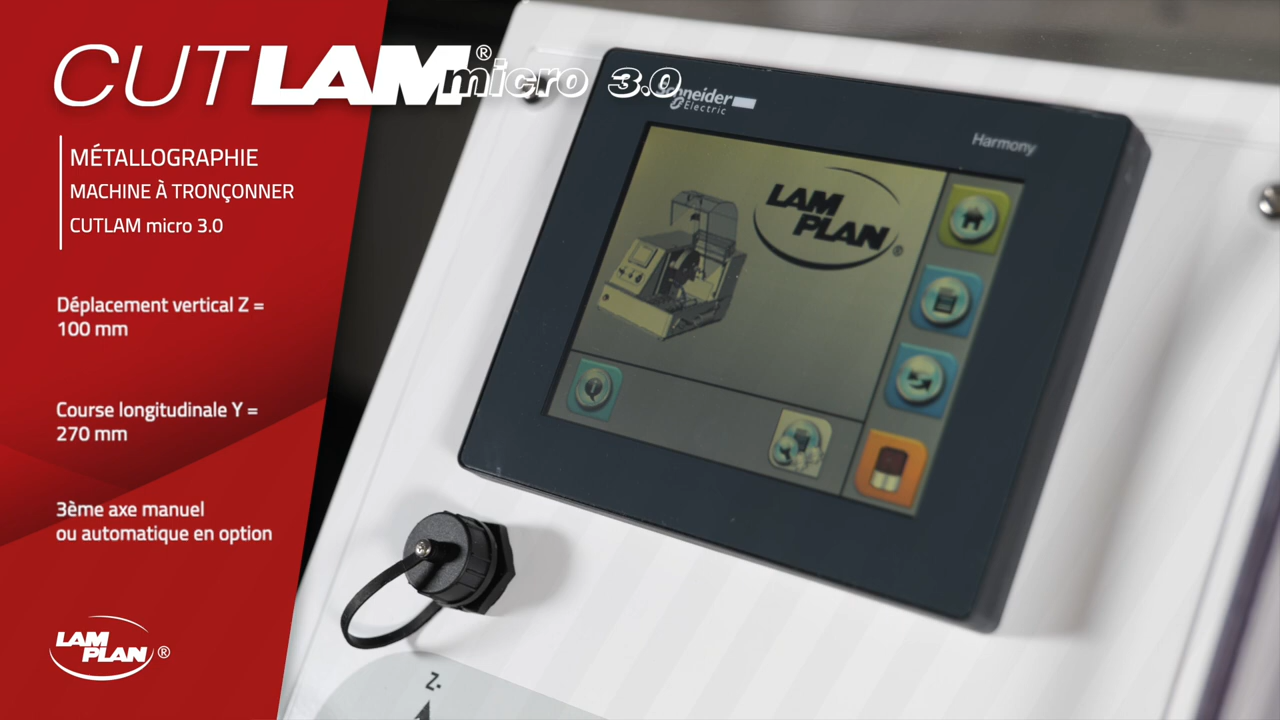 CUTLAM® micro 3.0
MÉTALLOGRAPHIE
MACHINE À TRONÇONNER
CUTLAM micro 3.0
Déplacement vertical Z =
100 mm
Course longitudinale Y =
270 mm
3ème axe manuel
ou automatique en option
LAM
PLAN ®
Schneider
Electric
Harmony
LAM
PLAN ®
Z-